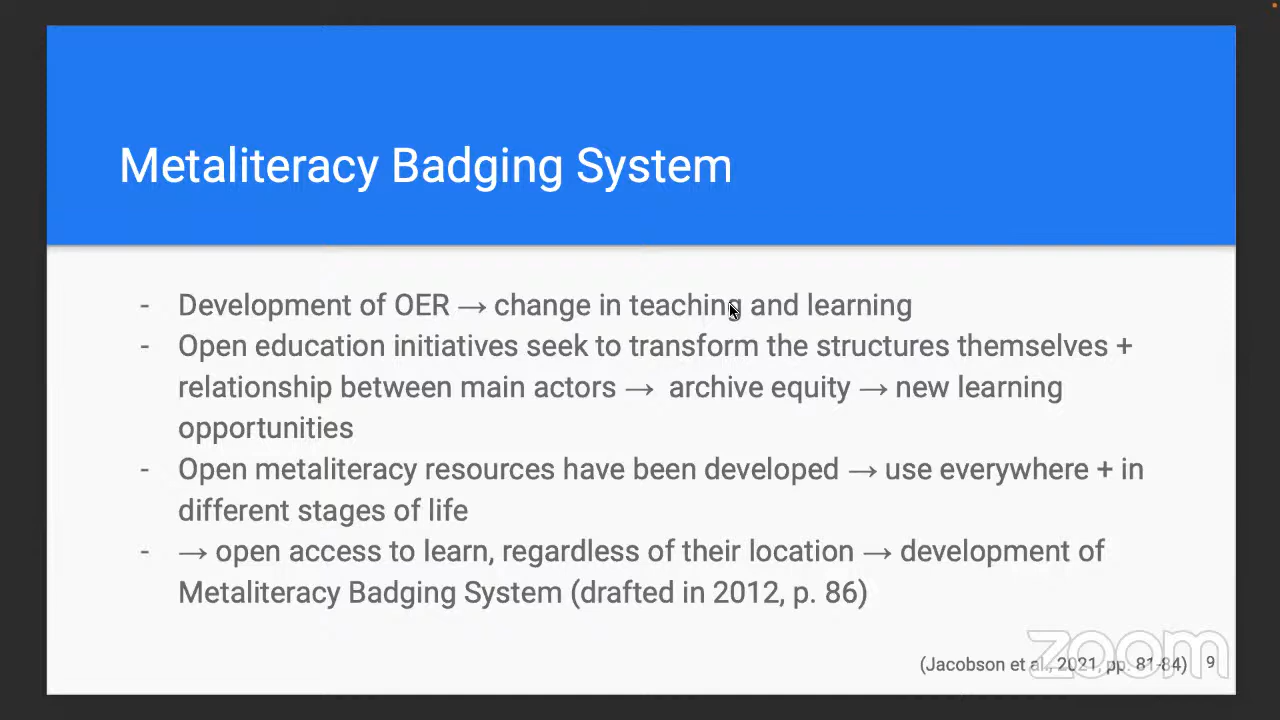 Metaliteracy Badging System
- Development of OER → change in teaching and learning
- Open education initiatives seek to transform the structures themselves +
relationship between main actors → archive equity → new learning
opportunities
- Open metaliteracy resources have been developed → use everywhere + in
different stages of life
- → open access to learn, regardless of their location → development of
Metaliteracy Badging System (drafted in 2012, p. 86)
(Jacobson et al., 2021, pp. 81-84) 9
zoom